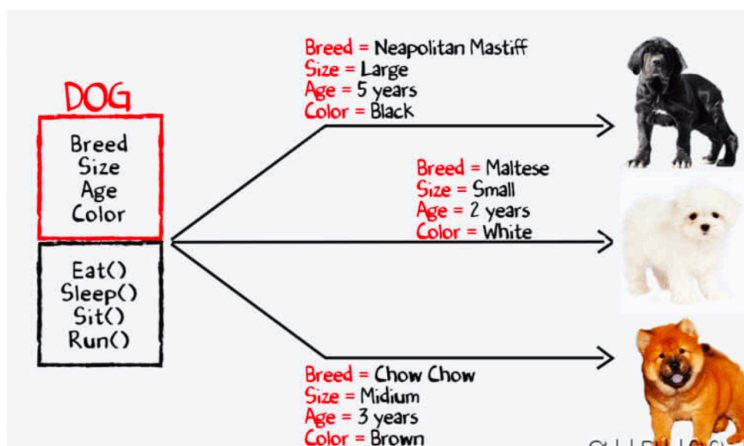 DOG
Breed
Size
Age
Color
Eat()
Sleep()
Sit()
Run()
Breed = Neapolitan Mastiff
Size = Large
Age = 5 years
Color = Black
Breed = Maltese
Size = Small
Age = 2 years
Color = White
Breed = Chow Chow
Size = Midium
Age = 3 years
Color = Brown